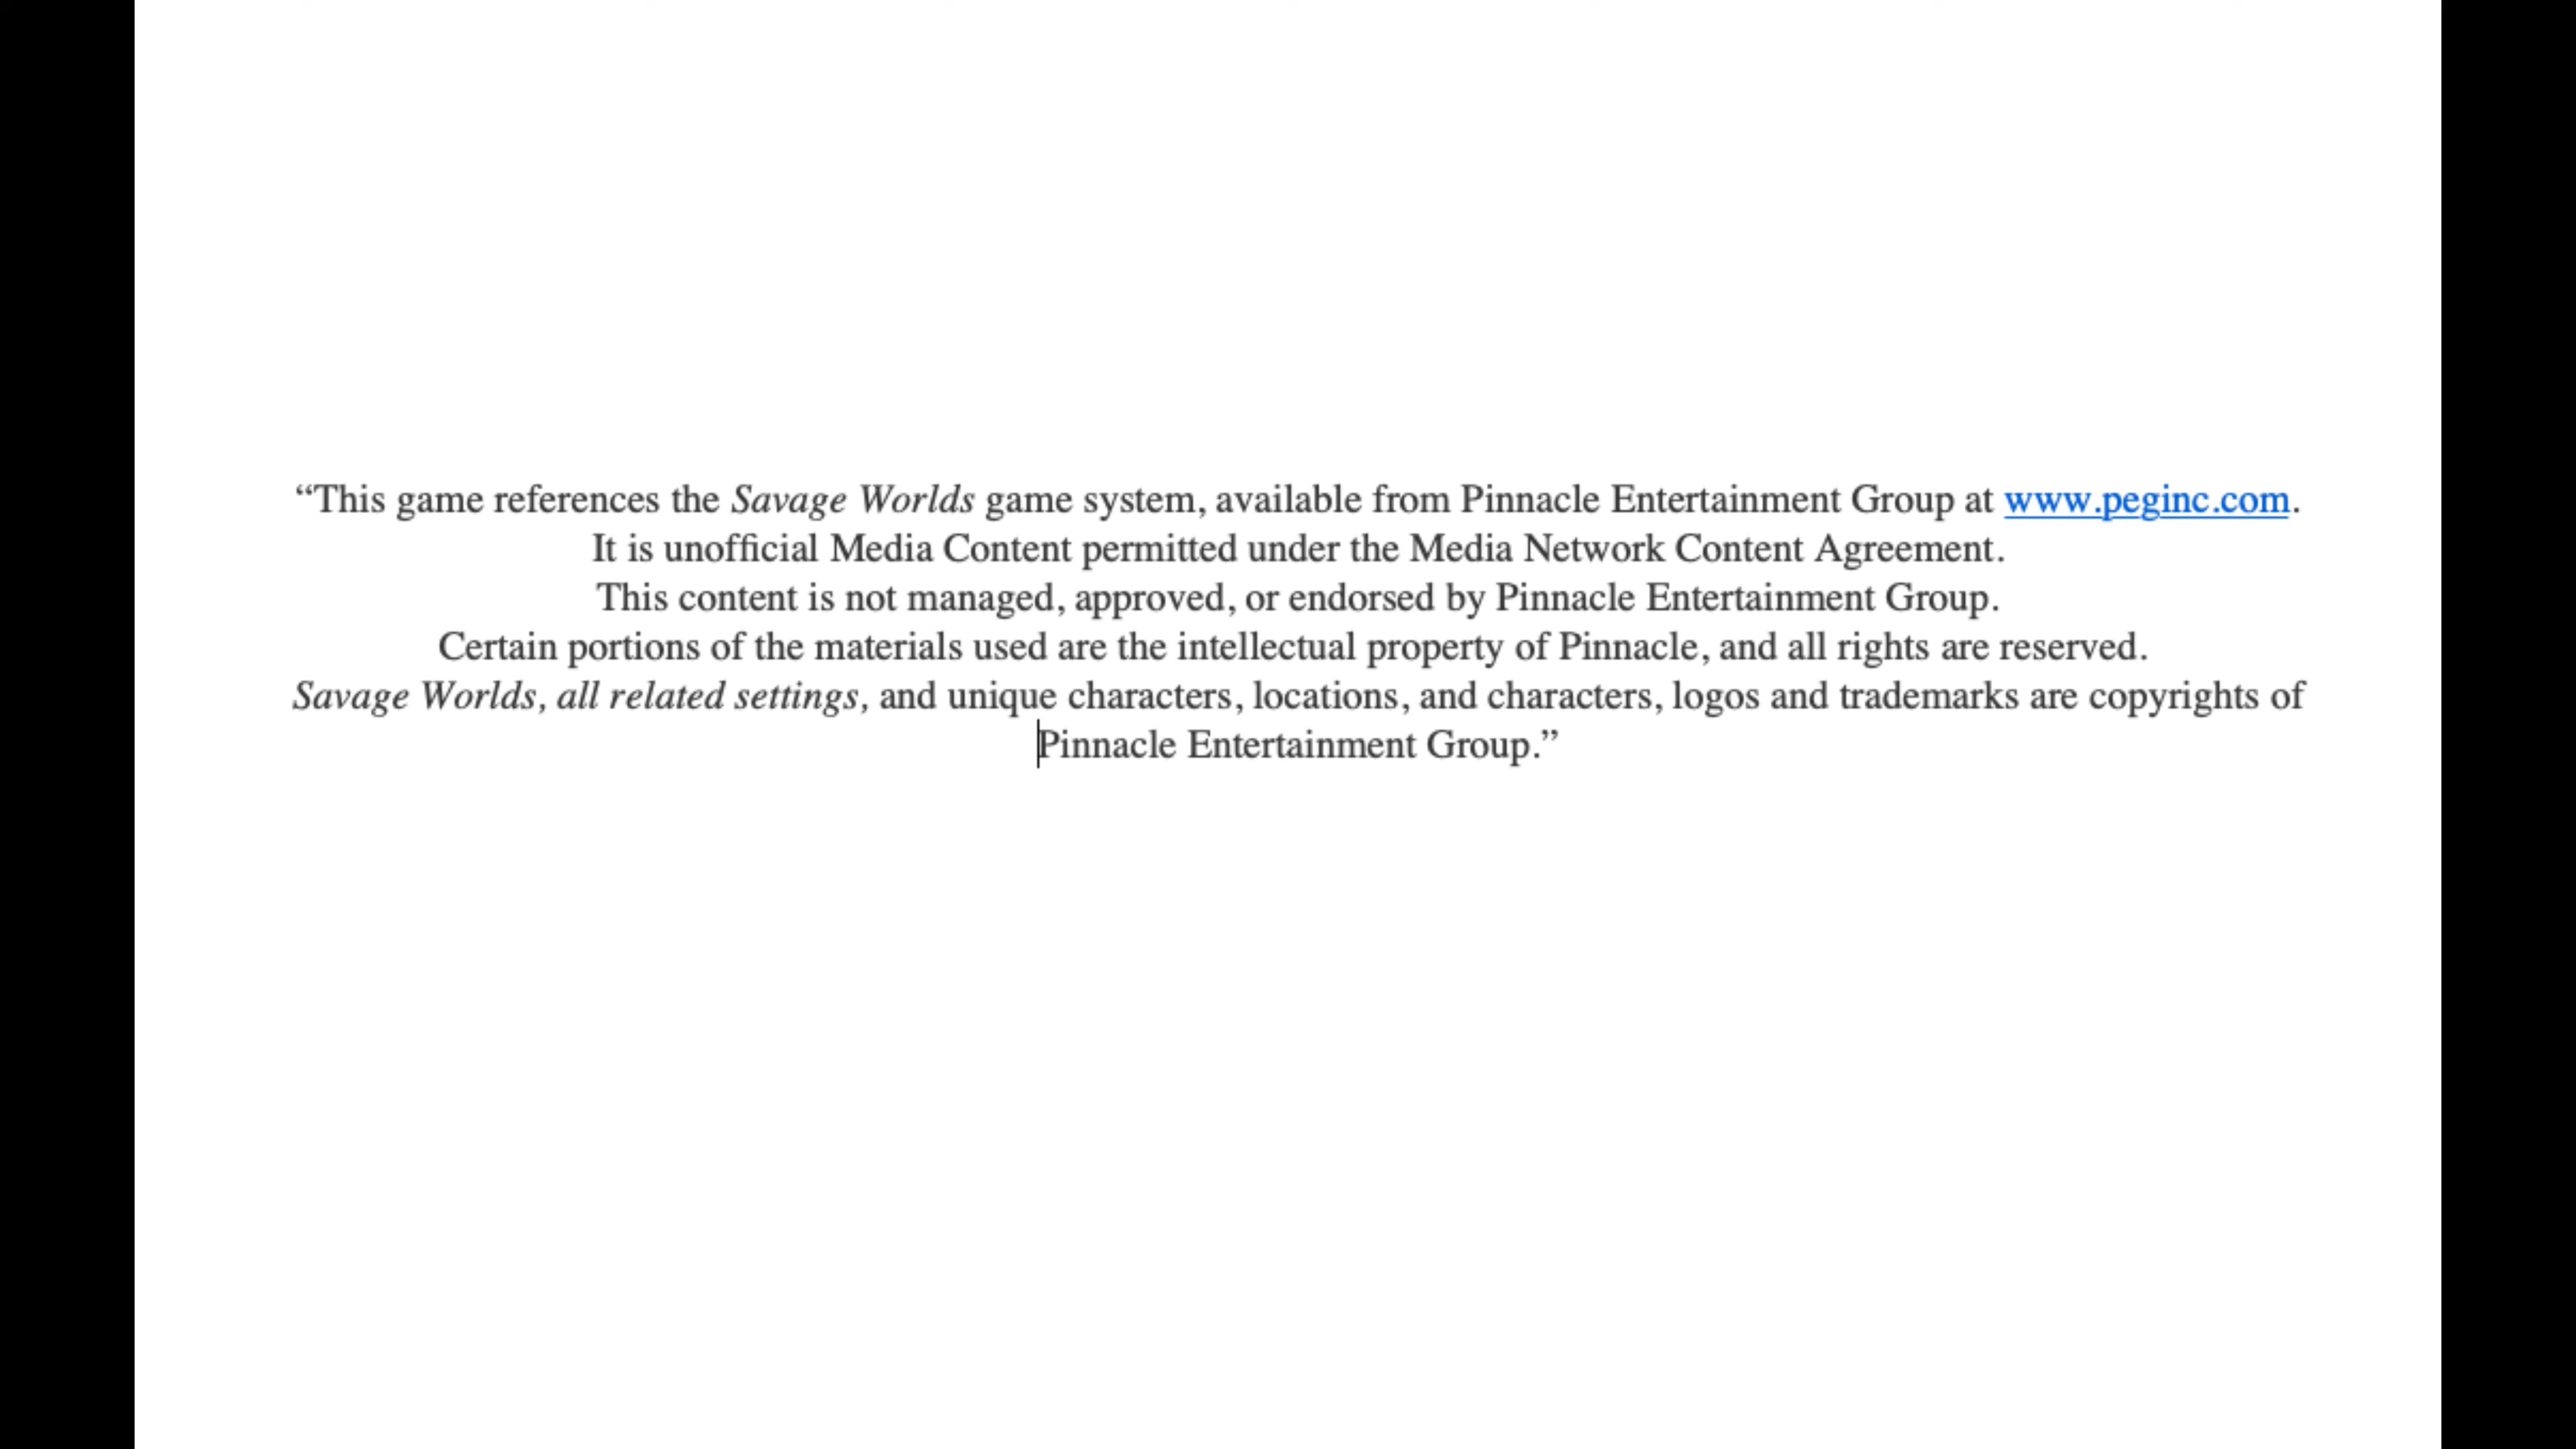 “This game references the Savage Worlds game system, available from Pinnacle Entertainment Group at www.peginc.com.
It is unofficial Media Content permitted under the Media Network Content Agreement.
This content is not managed, approved, or endorsed by Pinnacle Entertainment Group.
Certain portions of the materials used are the intellectual property of Pinnacle, and all rights are reserved.
Savage Worlds, all related settings, and unique characters, locations, and characters, logos and trademarks are copyrights of
Pinnacle Entertainment Group.”